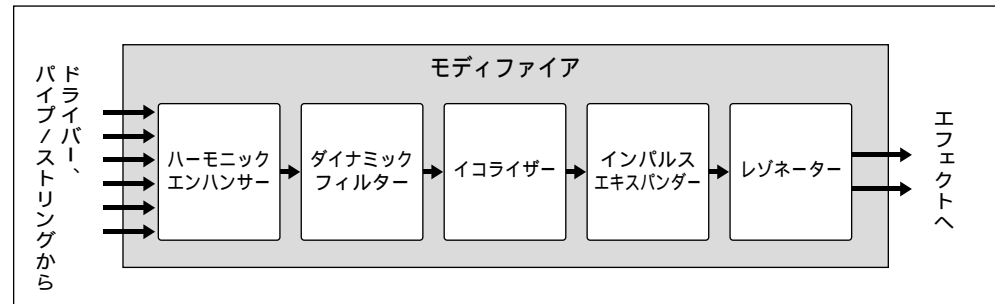 モディファイア
ドライバー、
パイプ/ストリングから
ハーモニック
エンハンサー
ダイナミック
フィルター
イコライザー
インパルス
エキスパンダー
レゾネーター
エフェクトへ